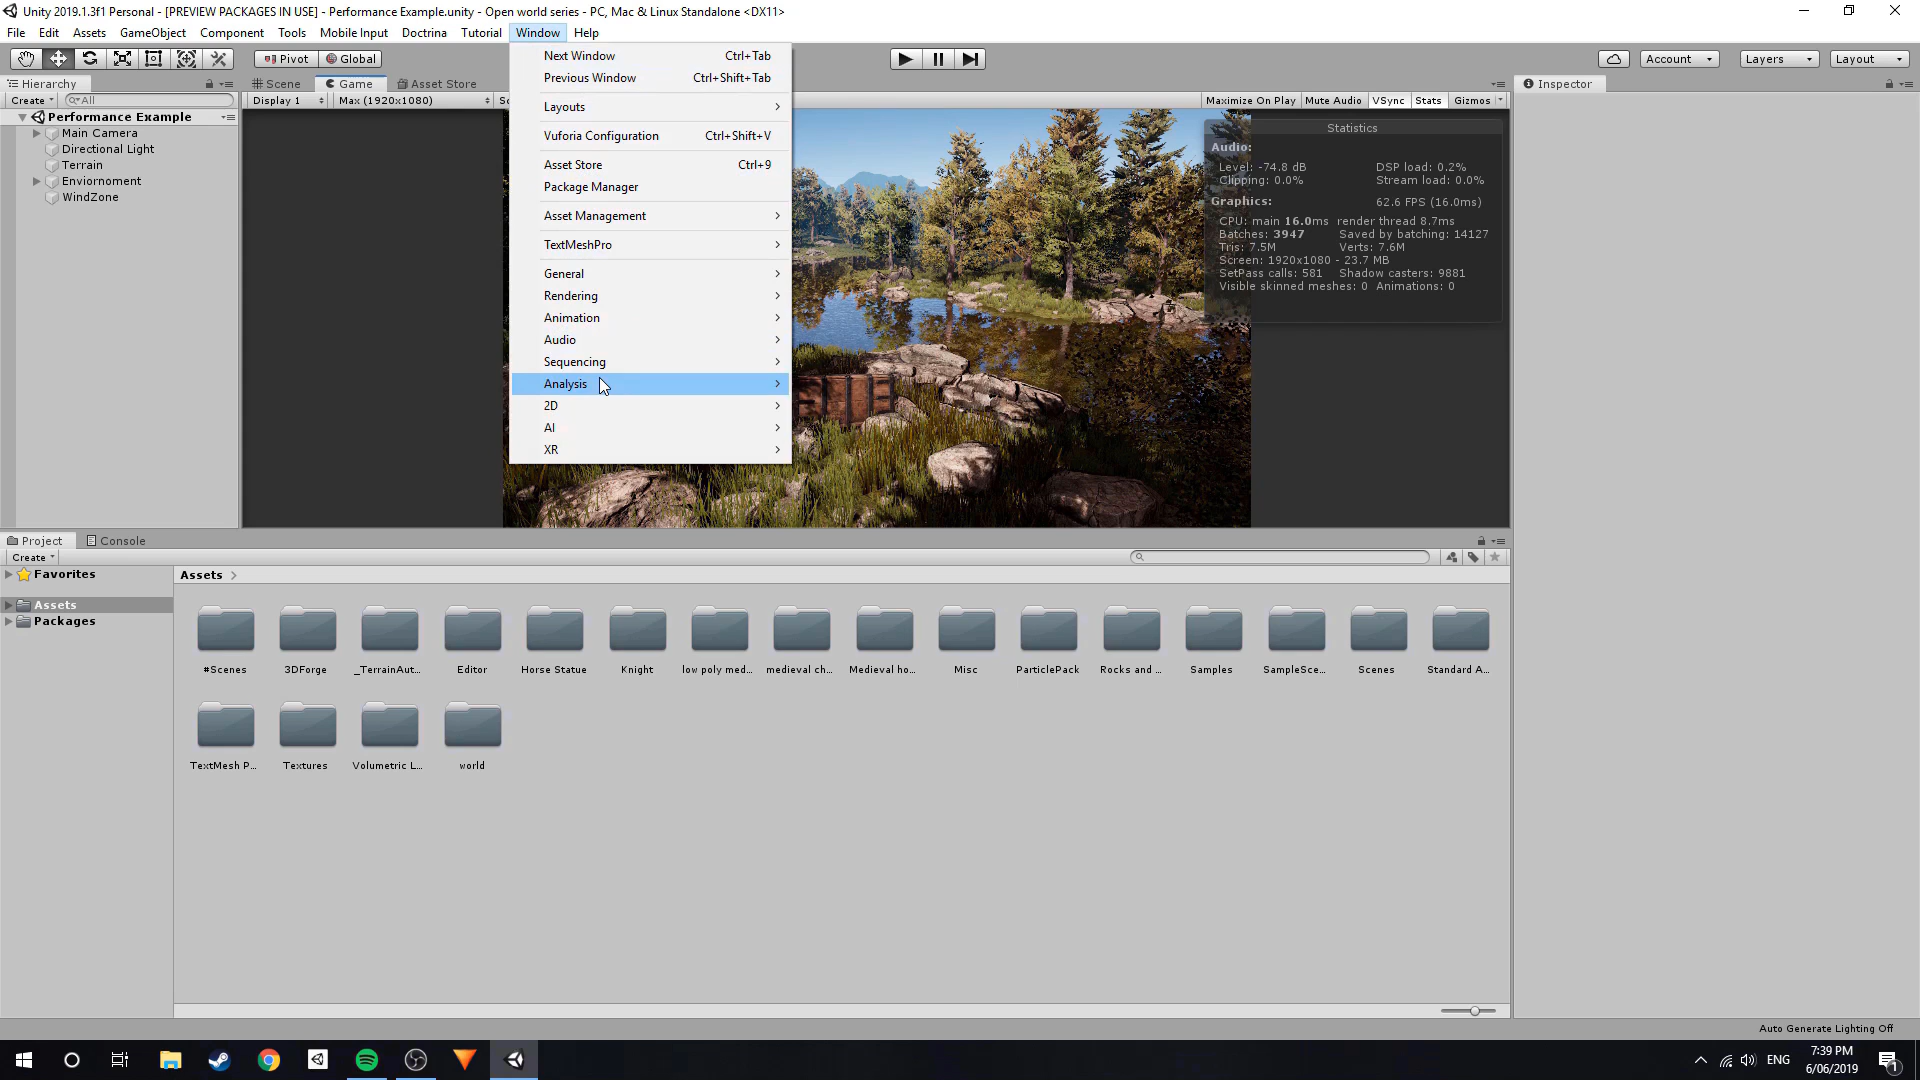 Unity 2019.1.3f1 Personal - [PREVIEW PACKAGES IN USE] - Performance Example.unity - Open world series - PC, Mac & Linux Standalone <DX11>
File Edit Assets GameObject Component Tools Mobile Input Doctrina Tutorial Window Help
Pivot Global
Account Layers Layout
Hierarchy
Create All
Performance Example
Main Camera
Directional Light
Terrain
Enviornoment
WindZone
Scene Game Asset Store
Display 1 Max (1920x1080) Sc
Maximize On Play Mute Audio VSync Stats Gizmos
Next Window Ctrl+Tab
Previous Window Ctrl+Shift+Tab
Layouts
Vuforia Configuration Ctrl+Shift+V
Asset Store Ctrl+9
Package Manager
Asset Management
TextMeshPro
General
Rendering
Animation
Audio
Sequencing
Analysis
2D
AI
XR
Statistics
Audio:
Level: -74.8 dB DSP load: 0.2%
Clipping: 0.0% Stream load: 0.0%
Graphics: 62.6 FPS (16.0ms)
CPU: main 16.0ms render thread 8.7ms
Batches: 3947 Saved by batching: 14127
Tris: 7.5M Verts: 7.6M
Screen: 1920x1080 - 23.7 MB
SetPass calls: 581 Shadow casters: 9881
Visible skinned meshes: 0 Animations: 0
Inspector
Project Console
Create
Favorites
Assets
Packages
Assets
#Scenes 3DForge _TerrainAut... Editor Horse Statue Knight low poly med... medieval ch... Medieval ho... Misc ParticlePack Rocks and ... Samples SampleSce... Scenes Standard A...
TextMesh P... Textures Volumetric L... world
Auto Generate Lighting Off
ENG
7:39 PM
6/06/2019
1